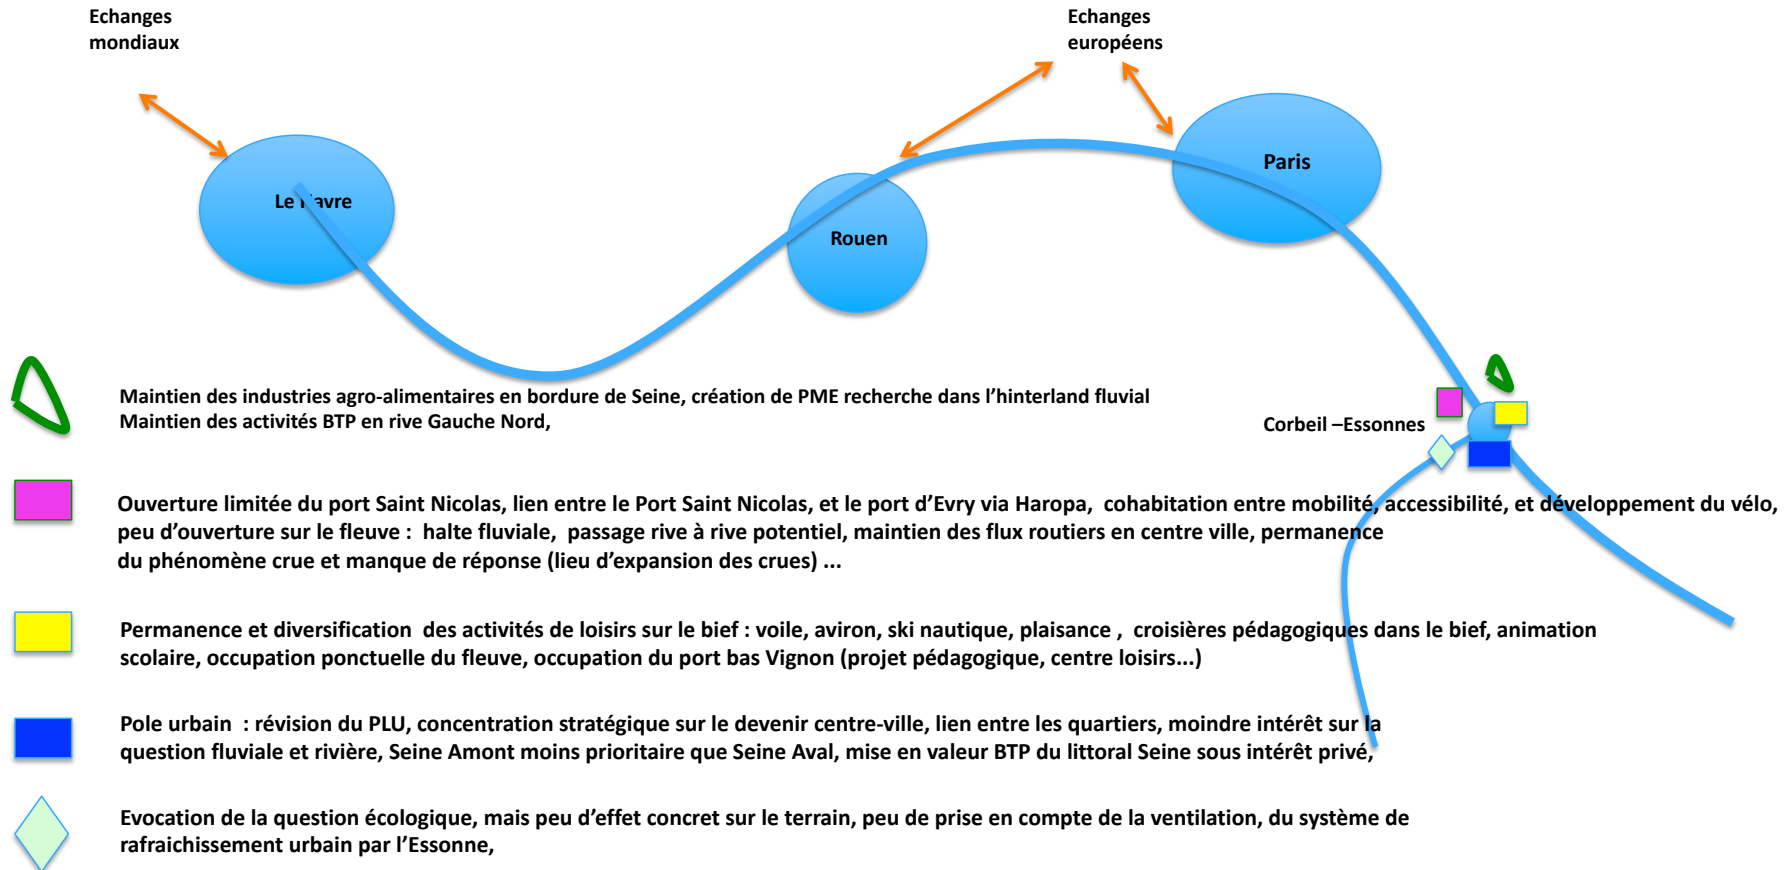 Echanges
mondiaux
Echanges
européens
Paris
Le Havre
Rouen
Maintien des industries agro-alimentaires en bordure de Seine, création de PME recherche dans l’hinterland fluvial
Maintien des activités BTP en rive Gauche Nord,
Corbeil –Essonnes
Ouverture limitée du port Saint Nicolas, lien entre le Port Saint Nicolas, et le port d’Evry via Haropa, cohabitation entre mobilité, accessibilité, et développement du vélo,
peu d’ouverture sur le fleuve : halte fluviale, passage rive à rive potentiel, maintien des flux routiers en centre ville, permanence
du phénomène crue et manque de réponse (lieu d’expansion des crues) ...
Permanence et diversification des activités de loisirs sur le bief : voile, aviron, ski nautique, plaisance , croisières pédagogiques dans le bief, animation
scolaire, occupation ponctuelle du fleuve, occupation du port bas Vignon (projet pédagogique, centre loisirs...)
Pole urbain : révision du PLU, concentration stratégique sur le devenir centre-ville, lien entre les quartiers, moindre intérêt sur la
question fluviale et rivière, Seine Amont moins prioritaire que Seine Aval, mise en valeur BTP du littoral Seine sous intérêt privé,
Evocation de la question écologique, mais peu d’effet concret sur le terrain, peu de prise en compte de la ventilation, du système de
rafraichissement urbain par l’Essonne,